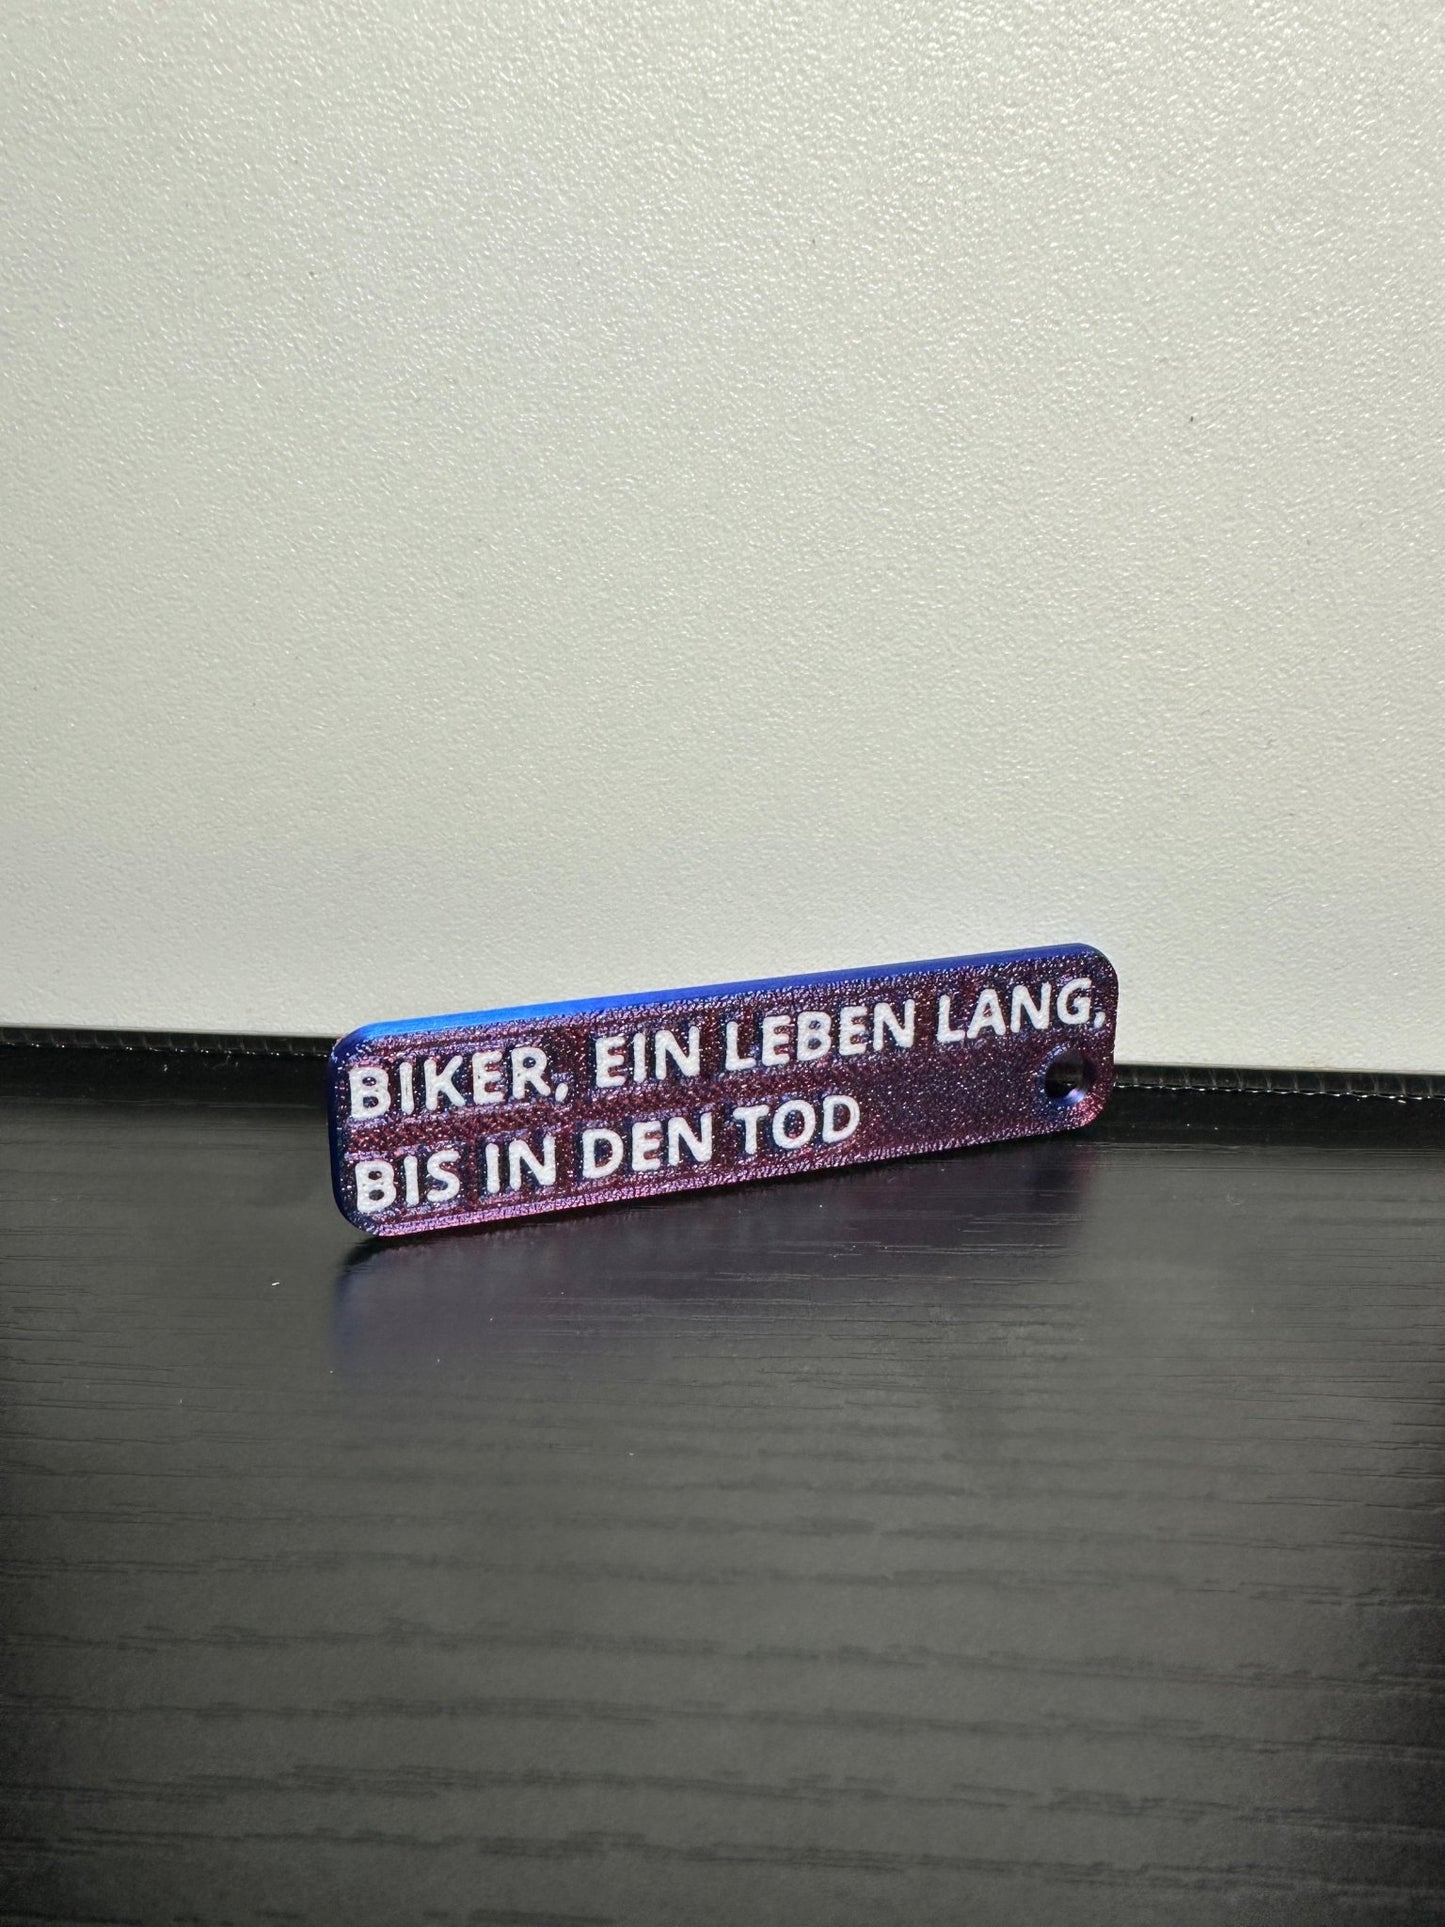 BIKER, EIN LEBEN LANG,
BIS IN DEN TOD